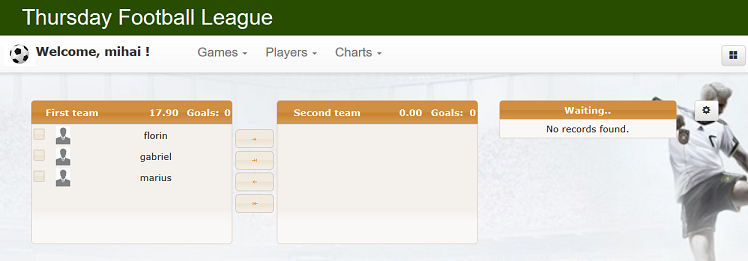 Thursday Football League
Welcome, mihai !
Games Players Charts
First team 17.90 Goals: 0
florin
gabriel
marius
Second team 0.00 Goals: 0
Waiting..
No records found.